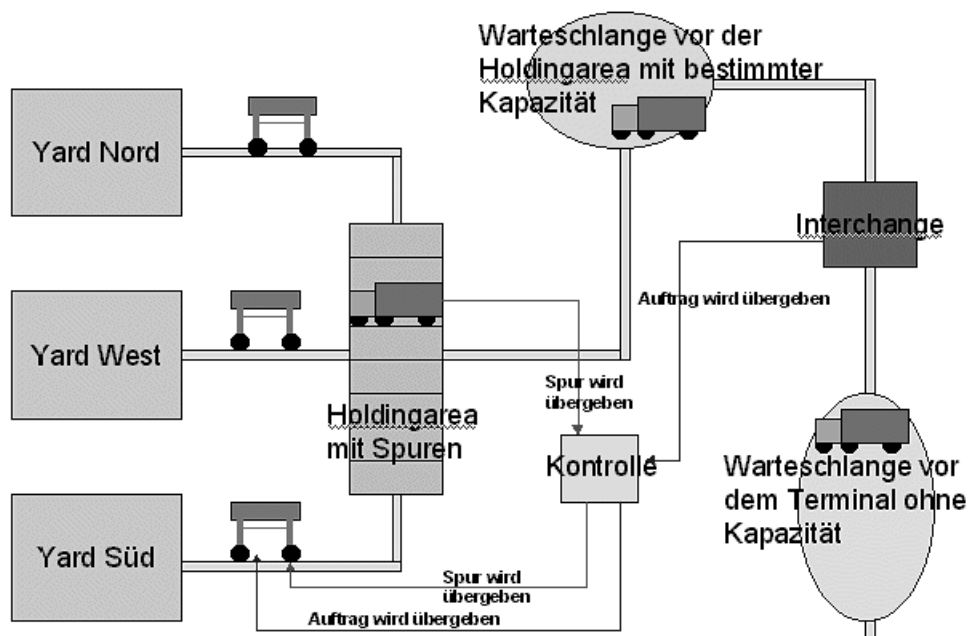 Warteschlange vor der
Holdingarea mit bestimmter
Kapazität
Yard Nord
Interchange
Auftrag wird übergeben
Yard West
Spur wird
übergeben
Holdingarea
mit Spuren
Kontrolle
Warteschlange vor
dem Terminal ohne
Kapazität
Yard Süd
Spur wird
übergeben
Auftrag wird übergeben